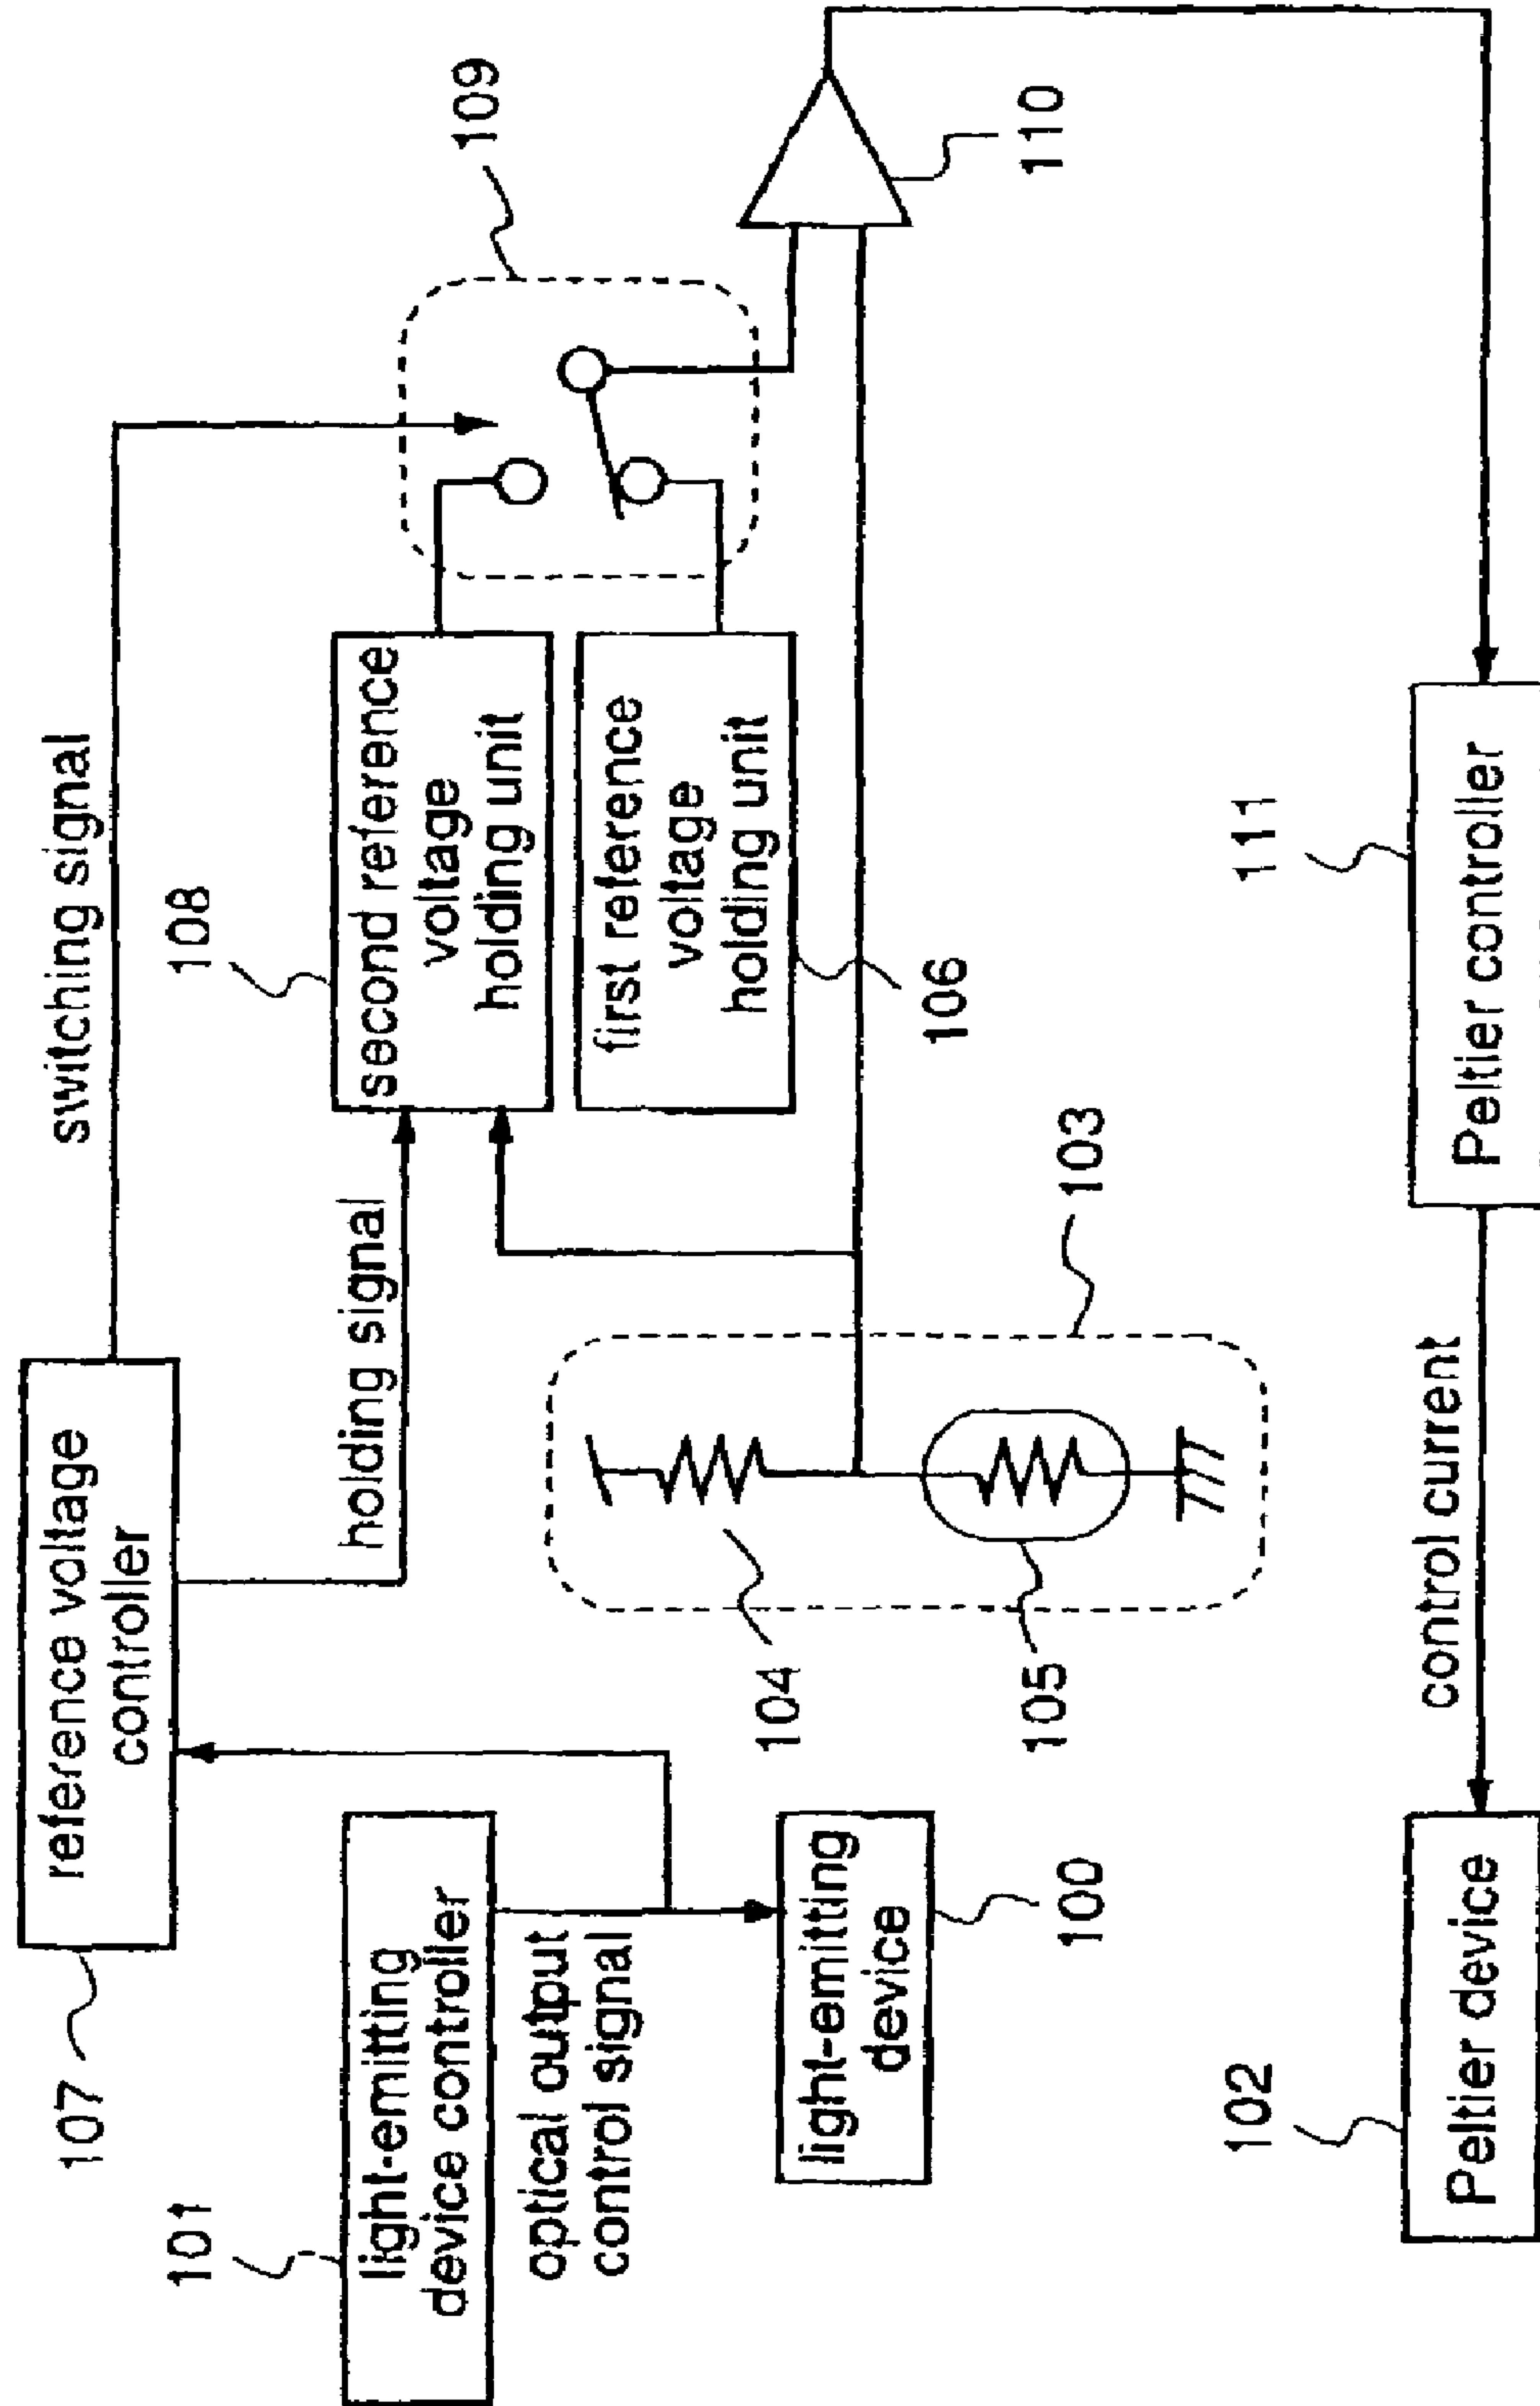 107
reference voltage
controller
switching signal
101
light-emitting
device controller
optical output
control signal
holding signal
108
second reference
voltage
holding unit
109
first reference
voltage
holding unit
106
light-emitting
device
100
104
105
103
110
102
Peltier device
control current
111
Peltier controller